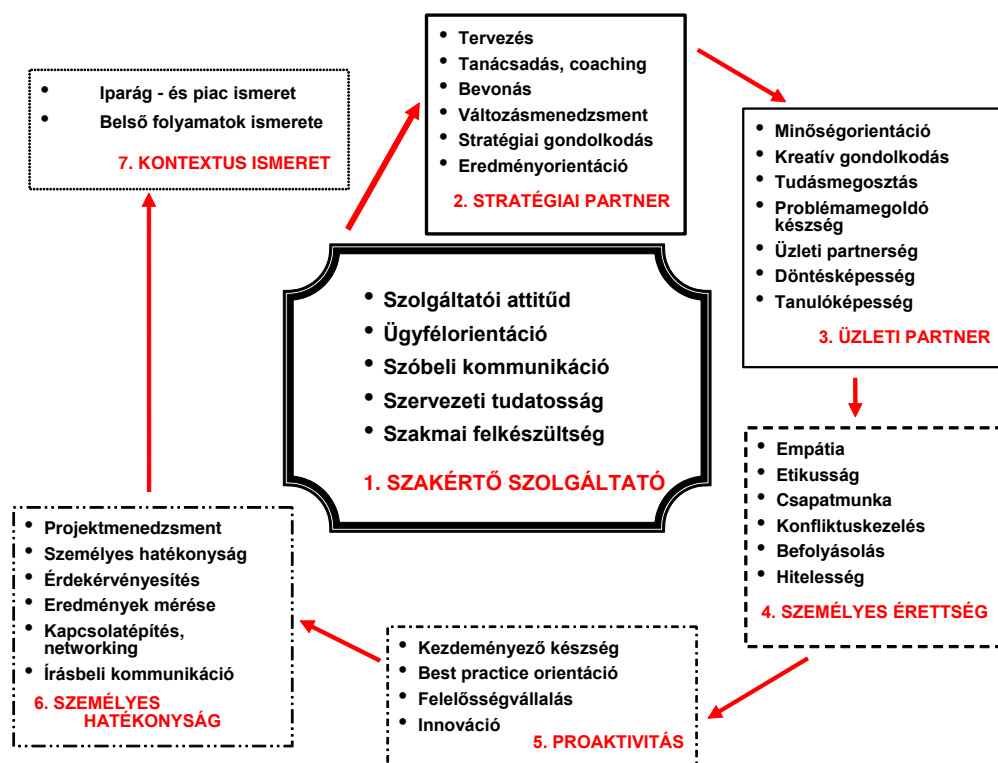 • Szolgáltatói attitűd
• Ügyfélorientáció
• Szóbeli kommunikáció
• Szervezeti tudatosság
• Szakmai felkészültség
1. SZAKÉRTŐ SZOLGÁLTATÓ
• Tervezés
• Tanácsadás, coaching
• Bevonás
• Változásmenedzsment
• Stratégiai gondolkodás
• Eredményorientáció
2. STRATÉGIAI PARTNER
• Minőségorientáció
• Kreatív gondolkodás
• Tudásmegosztás
• Problémamegoldó
készség
• Üzleti partnerség
• Döntésképesség
• Tanulóképesség
3. ÜZLETI PARTNER
• Empátia
• Etikusság
• Csapatmunka
• Konfliktuskezelés
• Befolyásolás
• Hitelesség
4. SZEMÉLYES ÉRETTSÉG
• Kezdeményező készség
• Best practice orientáció
• Felelősségvállalás
• Innováció
5. PROAKTIVITÁS
• Projektmenedzsment
• Személyes hatékonyság
• Érdekérvényesítés
• Eredmények mérése
• Kapcsolatépítés,
networking
• Írásbeli kommunikáció
6. SZEMÉLYES
HATÉKONYSÁG
• Iparág - és piac ismeret
• Belső folyamatok ismerete
7. KONTEXTUS ISMERET